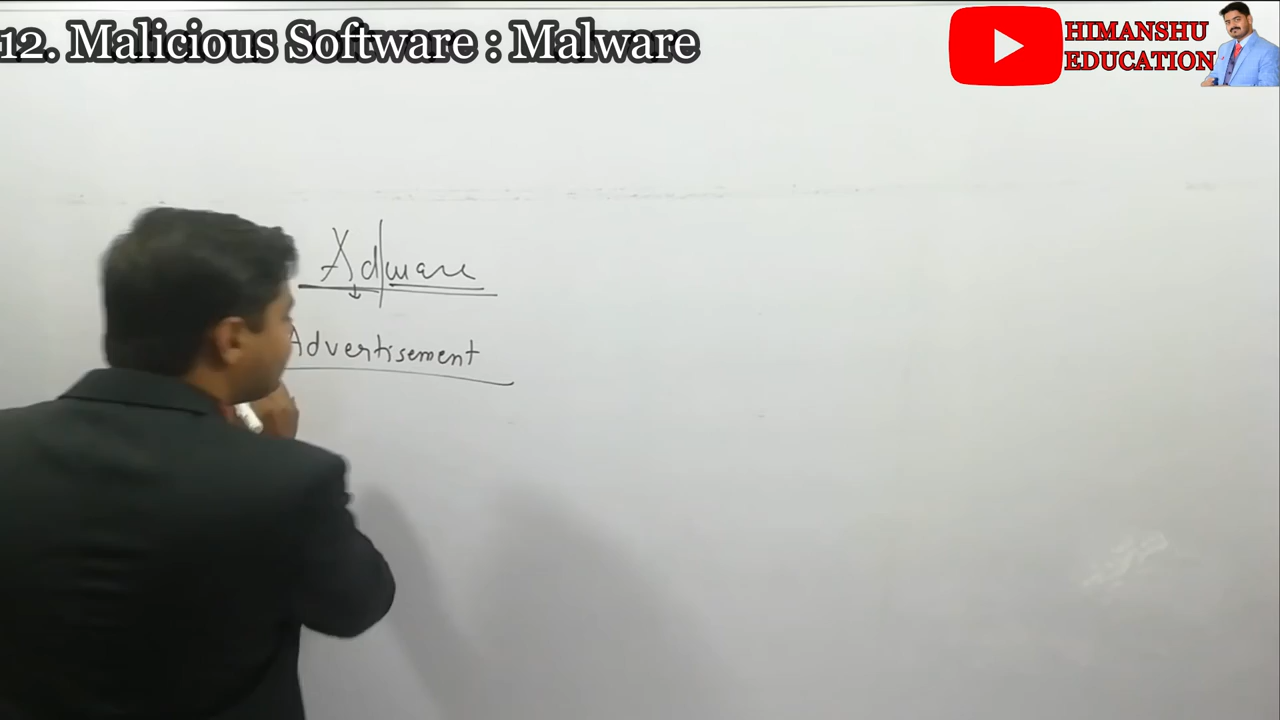 12. Malicious Software : Malware
HIMANSHU
EDUCATION
Adware
Advertisement